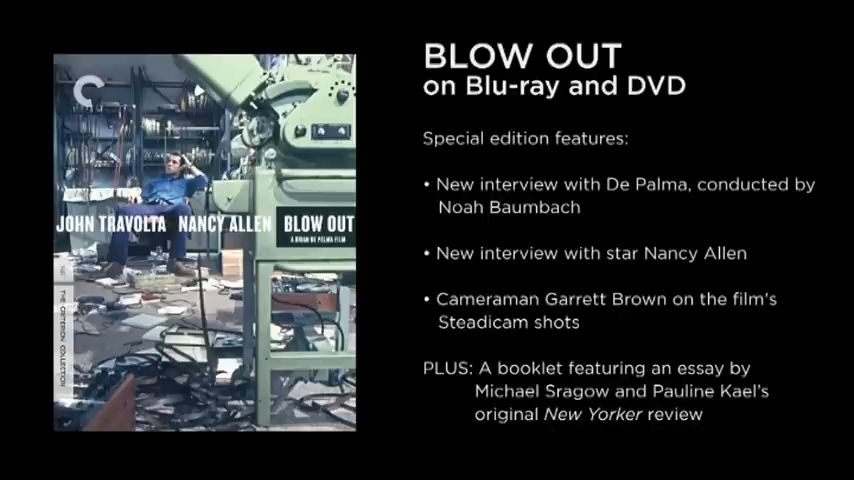 BLOW OUT
on Blu-ray and DVD
Special edition features:
• New interview with De Palma, conducted by
Noah Baumbach
• New interview with star Nancy Allen
• Cameraman Garrett Brown on the film's
Steadicam shots
PLUS: A booklet featuring an essay by
Michael Sragow and Pauline Kael's
original New Yorker review
JOHN TRAVOLTA NANCY ALLEN BLOW OUT
A BRIAN DE PALMA FILM
THE CRITERION COLLECTION